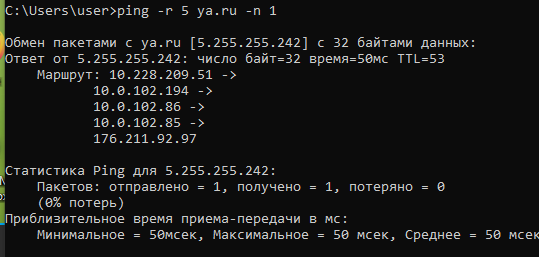 C:\Users\user>ping -r 5 ya.ru -n 1
Обмен пакетами с ya.ru [5.255.255.242] с 32 байтами данных:
Ответ от 5.255.255.242: число байт=32 время=50мс TTL=53
Маршрут: 10.228.209.51 ->
10.0.102.194 ->
10.0.102.86 ->
10.0.102.85 ->
176.211.92.97
Статистика Ping для 5.255.255.242:
Пакетов: отправлено = 1, получено = 1, потеряно = 0
(0% потерь)
Приблизительное время приема-передачи в мс:
Минимальное = 50мсек, Максимальное = 50 мсек, Среднее = 50 мсек